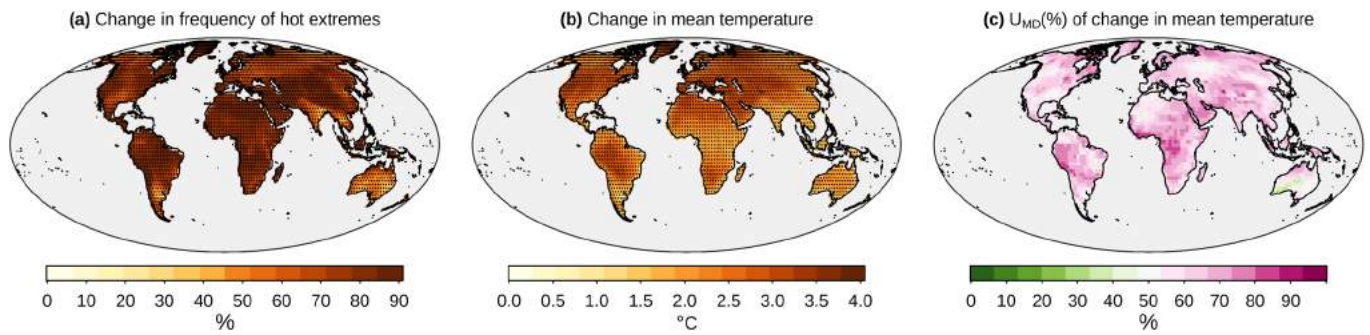 (a) Change in frequency of hot extremes
(b) Change in mean temperature
(c) UMD(%) of change in mean temperature
0 10 20 30 40 50 60 70 80 90
%
0.0 0.5 1.0 1.5 2.0 2.5 3.0 3.5 4.0
°C
0 10 20 30 40 50 60 70 80 90
%